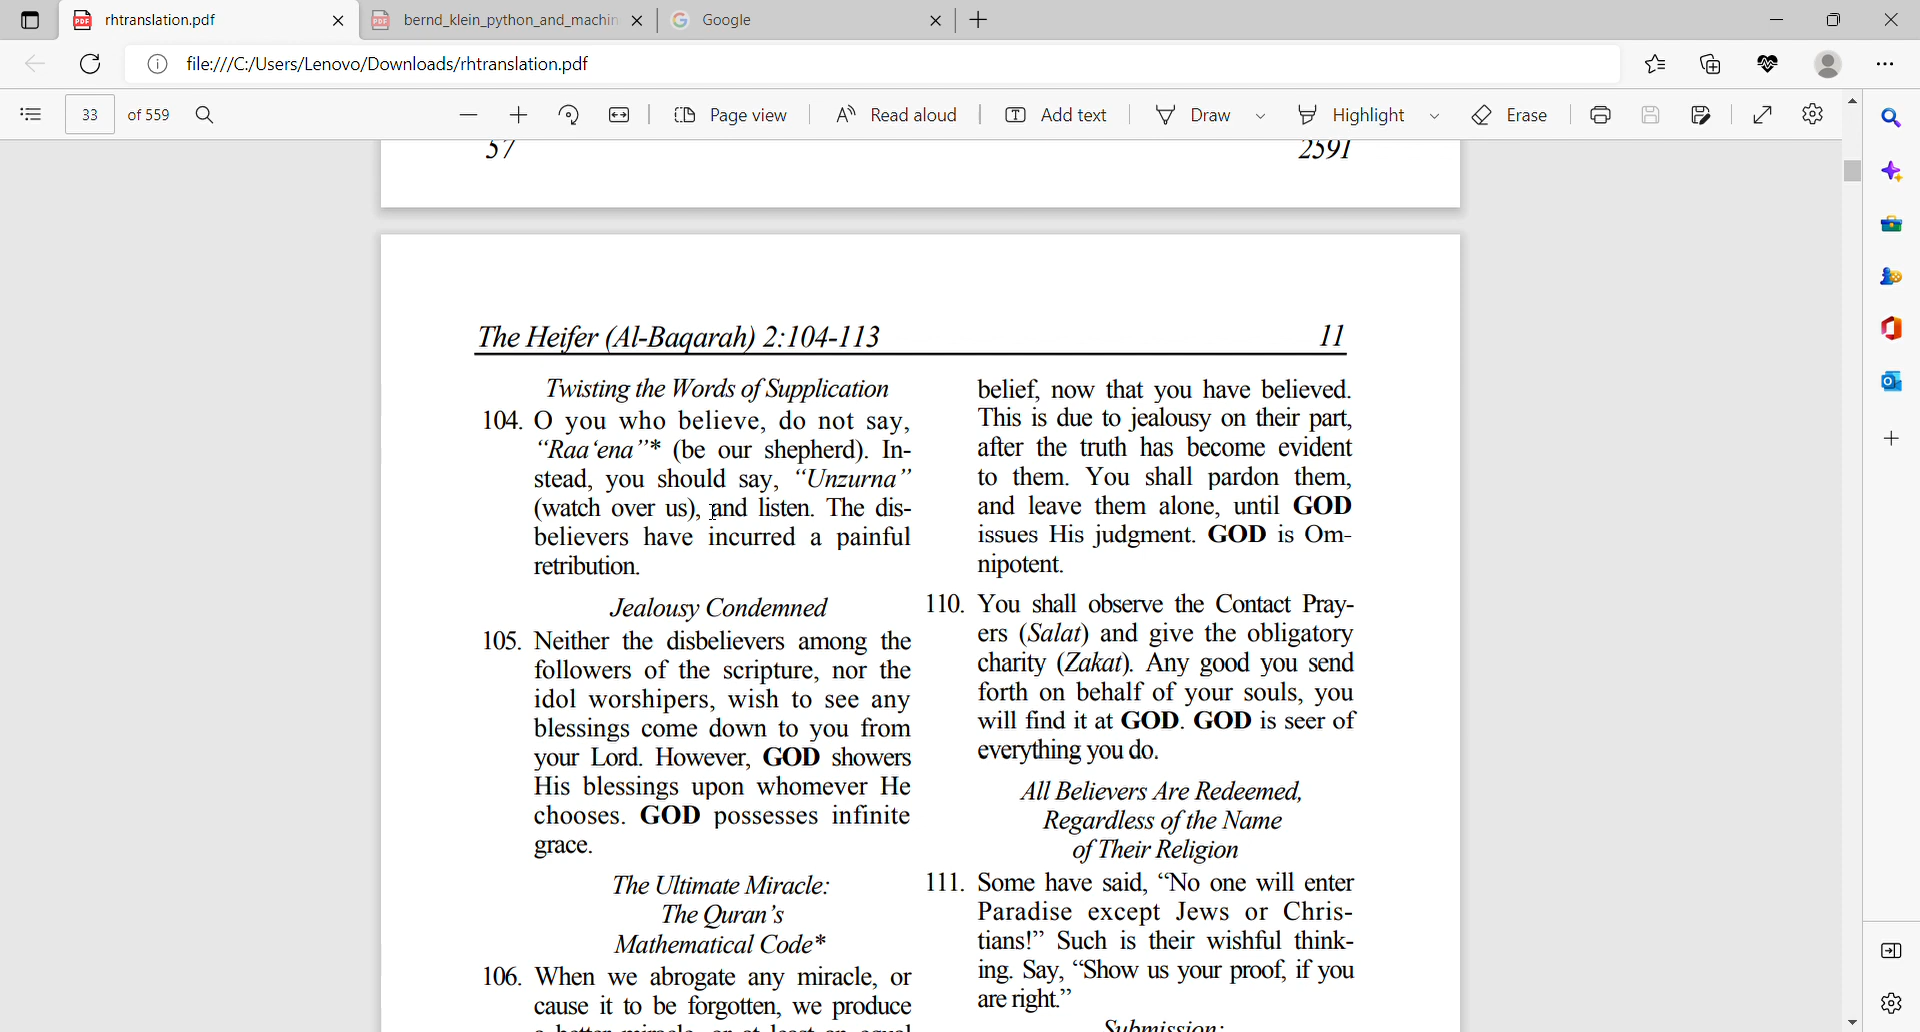 rhtranslation.pdf
bernd_klein_python_and_machin
Google
file:///C:/Users/Lenovo/Downloads/rhtranslation.pdf
33 of 559
Page view
Read aloud
Add text
Draw
Highlight
Erase
57 2591
The Heifer (Al-Baqarah) 2:104-113 11
Twisting the Words of Supplication
104. O you who believe, do not say,
“Raa‘ena”* (be our shepherd). In-
stead, you should say, “Unzurna”
(watch over us), and listen. The dis-
believers have incurred a painful
retribution.
Jealousy Condemned
105. Neither the disbelievers among the
followers of the scripture, nor the
idol worshipers, wish to see any
blessings come down to you from
your Lord. However, GOD showers
His blessings upon whomever He
chooses. GOD possesses infinite
grace.
The Ultimate Miracle:
The Quran’s
Mathematical Code*
106. When we abrogate any miracle, or
cause it to be forgotten, we produce
a better miracle, or at least an equal
belief, now that you have believed.
This is due to jealousy on their part,
after the truth has become evident
to them. You shall pardon them,
and leave them alone, until GOD
issues His judgment. GOD is Om-
nipotent.
110. You shall observe the Contact Pray-
ers (Salat) and give the obligatory
charity (Zakat). Any good you send
forth on behalf of your souls, you
will find it at GOD. GOD is seer of
everything you do.
All Believers Are Redeemed,
Regardless of the Name
of Their Religion
111. Some have said, “No one will enter
Paradise except Jews or Chris-
tians!” Such is their wishful think-
ing. Say, “Show us your proof, if you
are right.”
Submission: